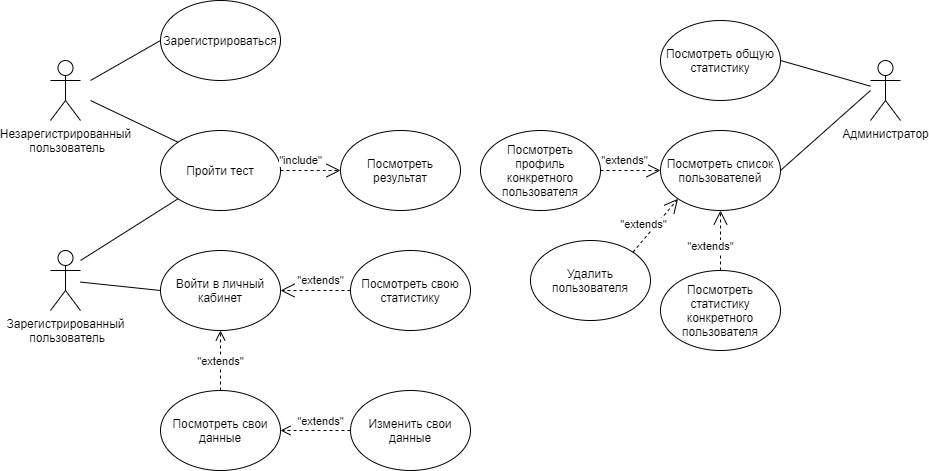 Зарегистрироваться
Незарегистрированный
пользователь
Пройти тест
"include"
Посмотреть
результат
Зарегистрированный
пользователь
Войти в личный
кабинет
"extends"
Посмотреть свою
статистику
"extends"
Посмотреть свои
данные
"extends"
Изменить свои
данные
Посмотреть общую
статистику
Администратор
Посмотреть
профиль
конкретного
пользователя
"extends"
Посмотреть список
пользователей
"extends"
Удалить
пользователя
"extends"
Посмотреть
статистику
конкретного
пользователя